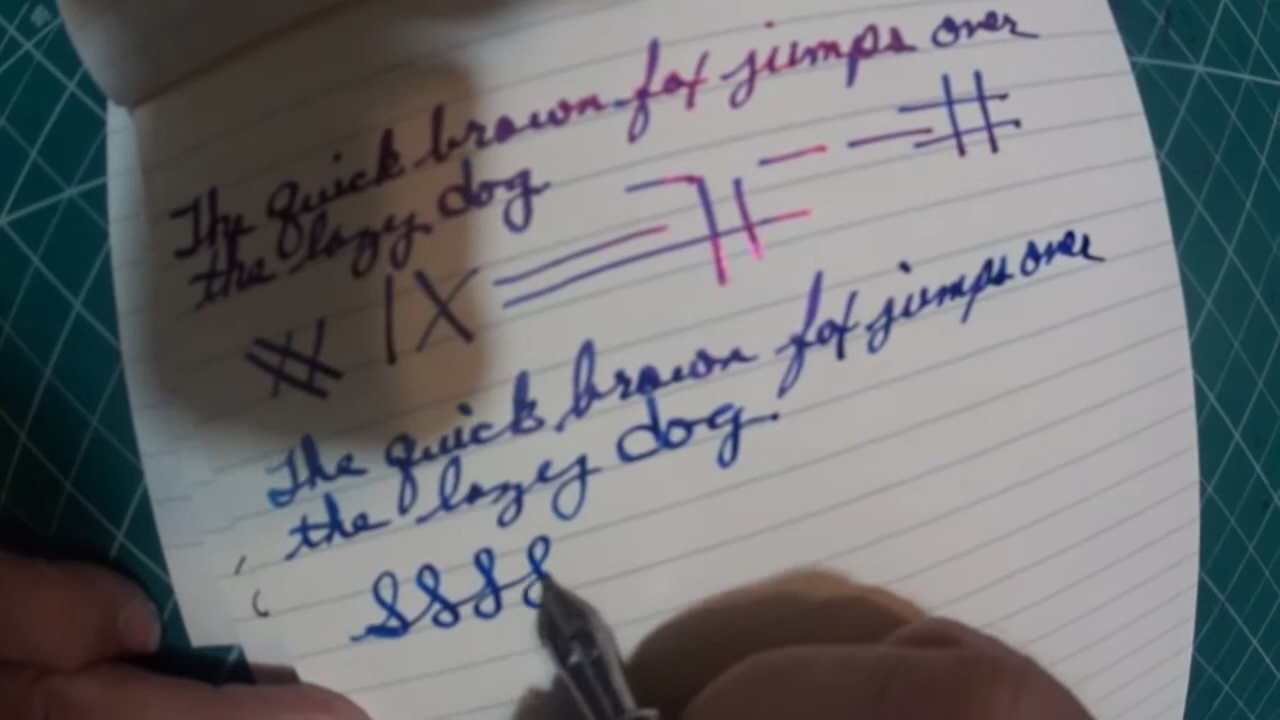 The quick brown fox jumps over
the lazy dog
The quick brown fox jumps over
the lazy dog.
SSSS